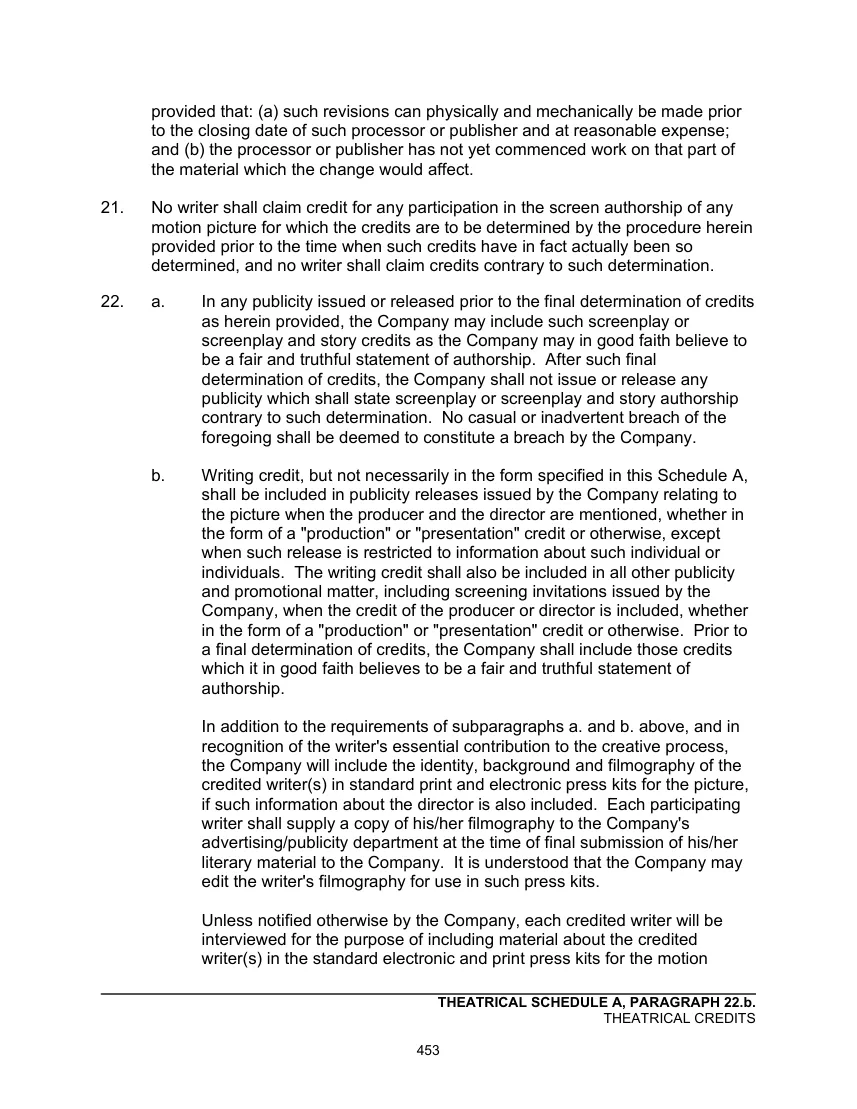 provided that: (a) such revisions can physically and mechanically be made prior
to the closing date of such processor or publisher and at reasonable expense;
and (b) the processor or publisher has not yet commenced work on that part of
the material which the change would affect.
21. No writer shall claim credit for any participation in the screen authorship of any
motion picture for which the credits are to be determined by the procedure herein
provided prior to the time when such credits have in fact actually been so
determined, and no writer shall claim credits contrary to such determination.
22. a. In any publicity issued or released prior to the final determination of credits
as herein provided, the Company may include such screenplay or
screenplay and story credits as the Company may in good faith believe to
be a fair and truthful statement of authorship. After such final
determination of credits, the Company shall not issue or release any
publicity which shall state screenplay or screenplay and story authorship
contrary to such determination. No casual or inadvertent breach of the
foregoing shall be deemed to constitute a breach by the Company.
b. Writing credit, but not necessarily in the form specified in this Schedule A,
shall be included in publicity releases issued by the Company relating to
the picture when the producer and the director are mentioned, whether in
the form of a "production" or "presentation" credit or otherwise, except
when such release is restricted to information about such individual or
individuals. The writing credit shall also be included in all other publicity
and promotional matter, including screening invitations issued by the
Company, when the credit of the producer or director is included, whether
in the form of a "production" or "presentation" credit or otherwise. Prior to
a final determination of credits, the Company shall include those credits
which it in good faith believes to be a fair and truthful statement of
authorship.
In addition to the requirements of subparagraphs a. and b. above, and in
recognition of the writer's essential contribution to the creative process,
the Company will include the identity, background and filmography of the
credited writer(s) in standard print and electronic press kits for the picture,
if such information about the director is also included. Each participating
writer shall supply a copy of his/her filmography to the Company's
advertising/publicity department at the time of final submission of his/her
literary material to the Company. It is understood that the Company may
edit the writer's filmography for use in such press kits.
Unless notified otherwise by the Company, each credited writer will be
interviewed for the purpose of including material about the credited
writer(s) in the standard electronic and print press kits for the motion
THEATRICAL SCHEDULE A, PARAGRAPH 22.b.
THEATRICAL CREDITS
453